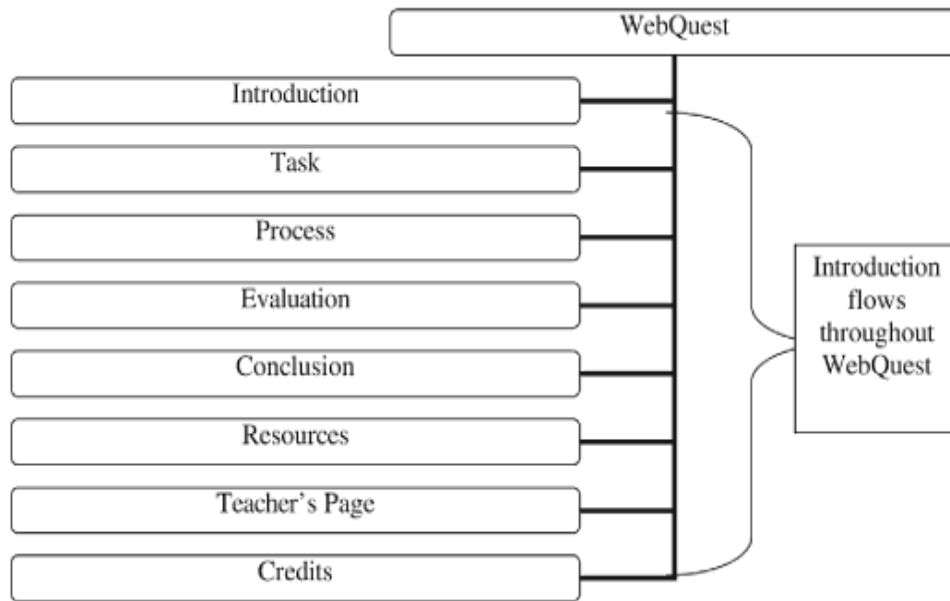 WebQuest
Introduction
Task
Process
Evaluation
Conclusion
Resources
Teacher's Page
Credits
Introduction
flows
throughout
WebQuest